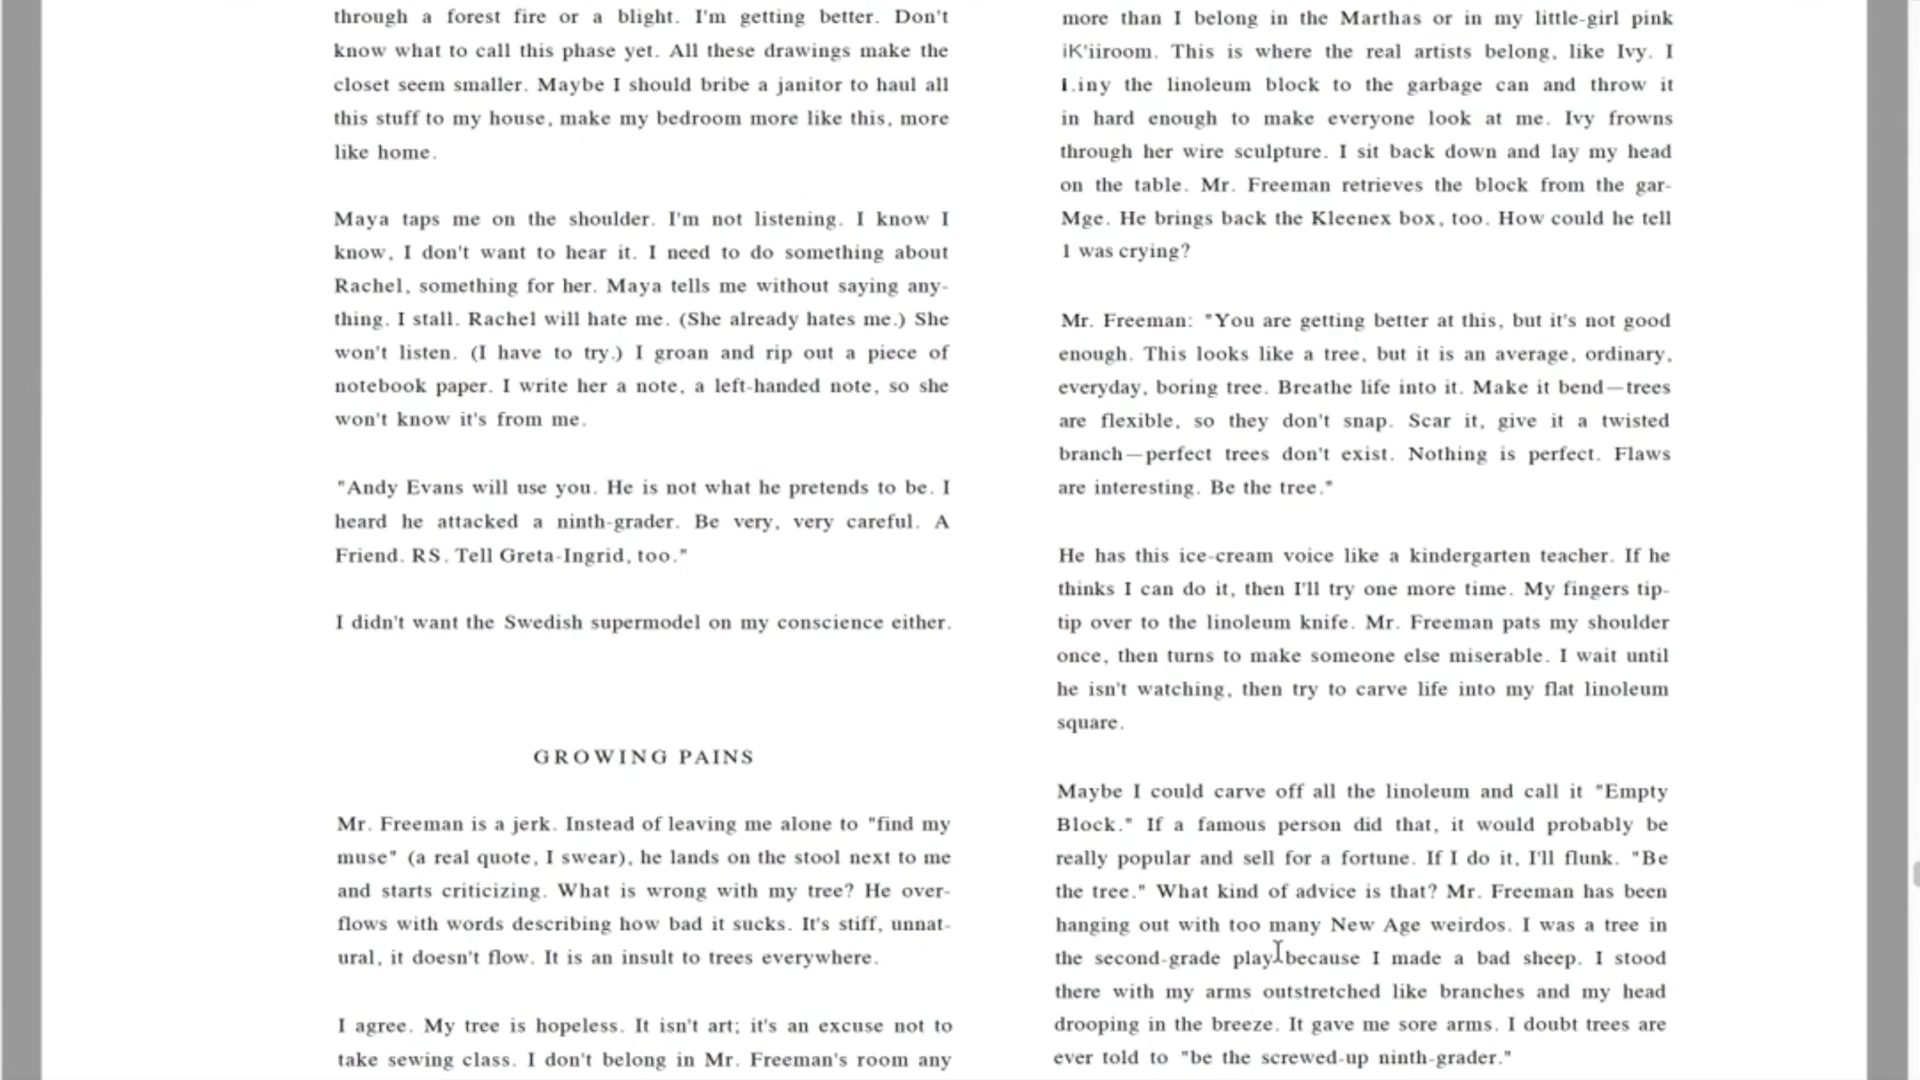 through a forest fire or a blight. I'm getting better. Don't
know what to call this phase yet. All these drawings make the
closet seem smaller. Maybe I should bribe a janitor to haul all
this stuff to my house, make my bedroom more like this, more
like home.
Maya taps me on the shoulder. I'm not listening. I know I
know, I don't want to hear it. I need to do something about
Rachel, something for her. Maya tells me without saying any-
thing. I stall. Rachel will hate me. (She already hates me.) She
won't listen. (I have to try.) I groan and rip out a piece of
notebook paper. I write her a note, a left-handed note, so she
won't know it's from me.
"Andy Evans will use you. He is not what he pretends to be. I
heard he attacked a ninth-grader. Be very, very careful. A
Friend. RS. Tell Greta-Ingrid, too."
I didn't want the Swedish supermodel on my conscience either.
GROWING PAINS
Mr. Freeman is a jerk. Instead of leaving me alone to "find my
muse" (a real quote, I swear), he lands on the stool next to me
and starts criticizing. What is wrong with my tree? He over-
flows with words describing how bad it sucks. It's stiff, unnat-
ural, it doesn't flow. It is an insult to trees everywhere.
I agree. My tree is hopeless. It isn't art; it's an excuse not to
take sewing class. I don't belong in Mr. Freeman's room any
more than I belong in the Marthas or in my little-girl pink
iK'iiroom. This is where the real artists belong, like Ivy. I
I.iny the linoleum block to the garbage can and throw it
in hard enough to make everyone look at me. Ivy frowns
through her wire sculpture. I sit back down and lay my head
on the table. Mr. Freeman retrieves the block from the gar-
Mge. He brings back the Kleenex box, too. How could he tell
1 was crying?
Mr. Freeman: "You are getting better at this, but it's not good
enough. This looks like a tree, but it is an average, ordinary,
everyday, boring tree. Breathe life into it. Make it bend—trees
are flexible, so they don't snap. Scar it, give it a twisted
branch—perfect trees don't exist. Nothing is perfect. Flaws
are interesting. Be the tree."
He has this ice-cream voice like a kindergarten teacher. If he
thinks I can do it, then I'll try one more time. My fingers tip-
tip over to the linoleum knife. Mr. Freeman pats my shoulder
once, then turns to make someone else miserable. I wait until
he isn't watching, then try to carve life into my flat linoleum
square.
Maybe I could carve off all the linoleum and call it "Empty
Block." If a famous person did that, it would probably be
really popular and sell for a fortune. If I do it, I'll flunk. "Be
the tree." What kind of advice is that? Mr. Freeman has been
hanging out with too many New Age weirdos. I was a tree in
the second-grade play because I made a bad sheep. I stood
there with my arms outstretched like branches and my head
drooping in the breeze. It gave me sore arms. I doubt trees are
ever told to "be the screwed-up ninth-grader."